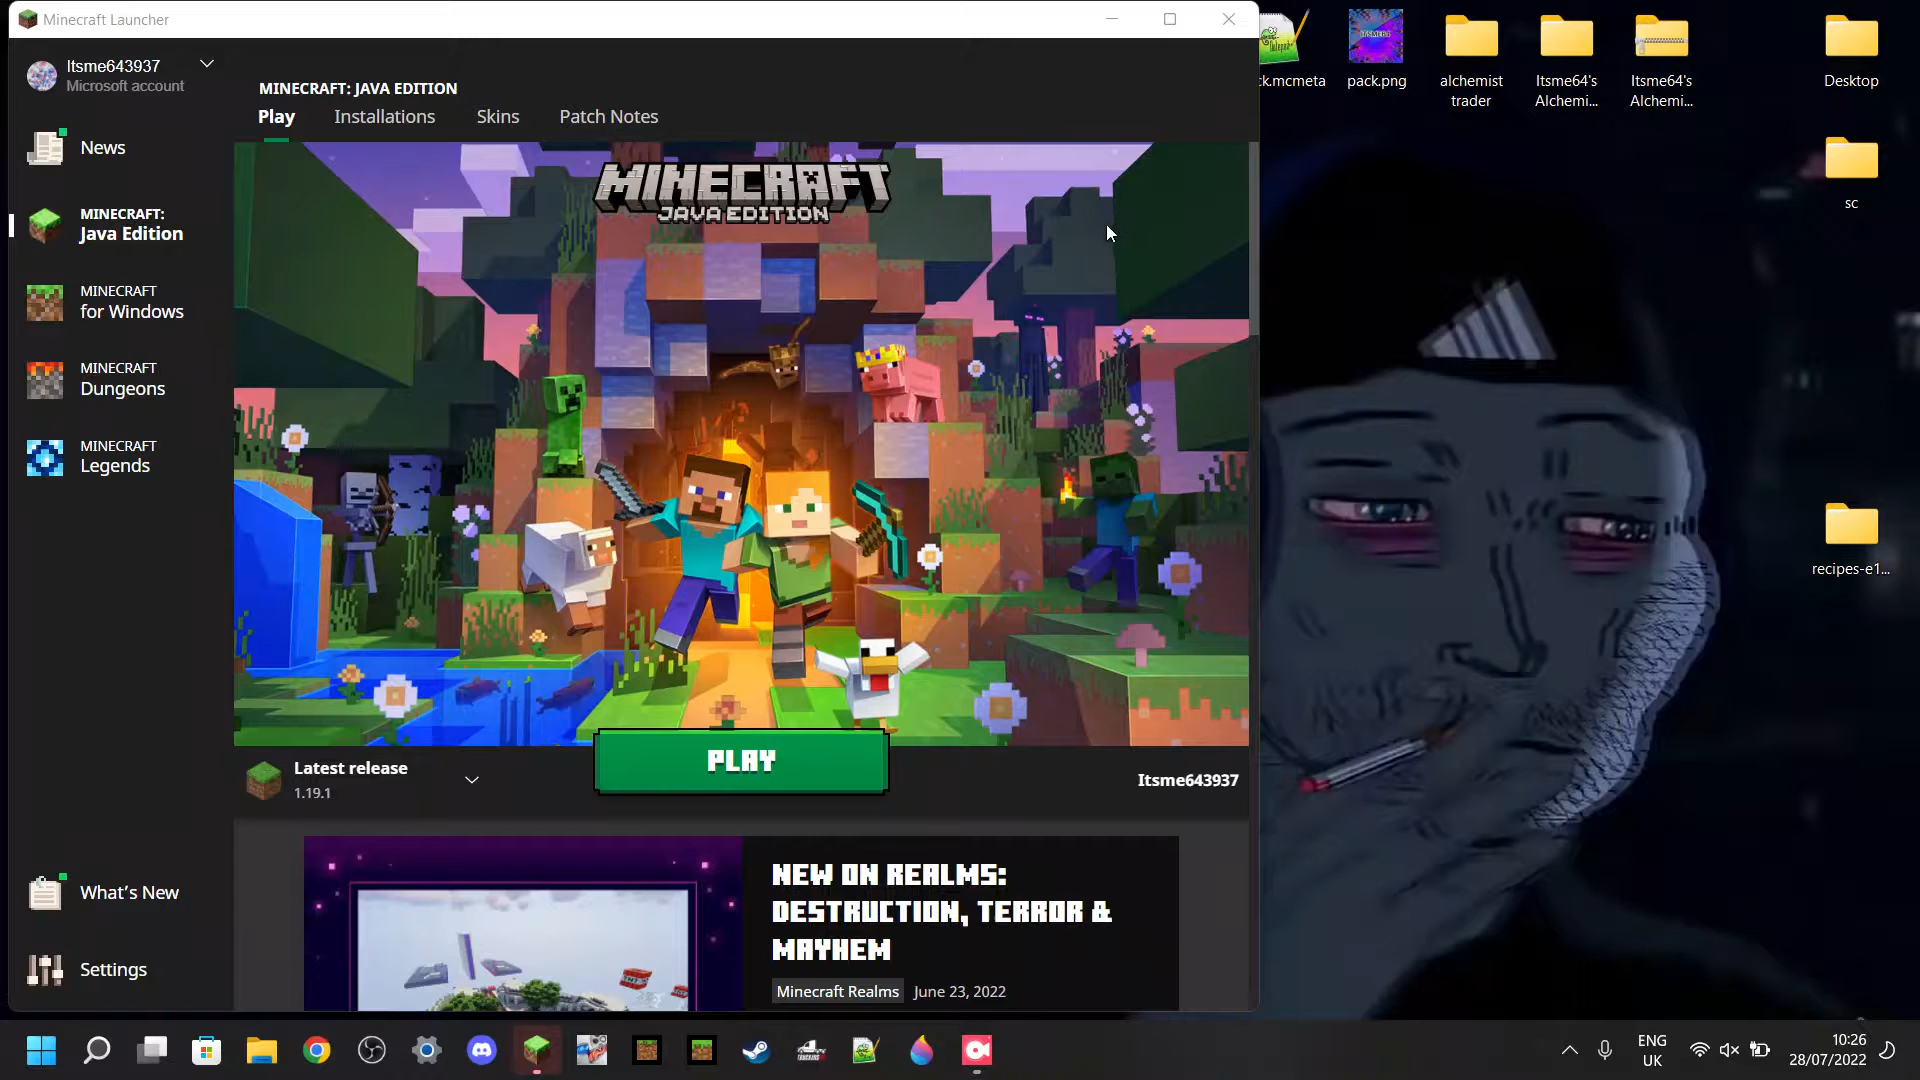 Minecraft Launcher
Itsme643937
Microsoft account
News
MINECRAFT:
Java Edition
MINECRAFT
for Windows
MINECRAFT
Dungeons
MINECRAFT
Legends
What's New
Settings
MINECRAFT: JAVA EDITION
Play
Installations
Skins
Patch Notes
MINECRAFT
JAVA EDITION
PLAY
Latest release
1.19.1
Itsme643937
NEW ON REALMS:
DESTRUCTION, TERROR &
MAYHEM
Minecraft Realms
June 23, 2022
ck.mcmeta
pack.png
alchemist
trader
Itsme64's
Alchemi...
Itsme64's
Alchemi...
Desktop
sc
recipes-e1...
ENG
UK
10:26
28/07/2022